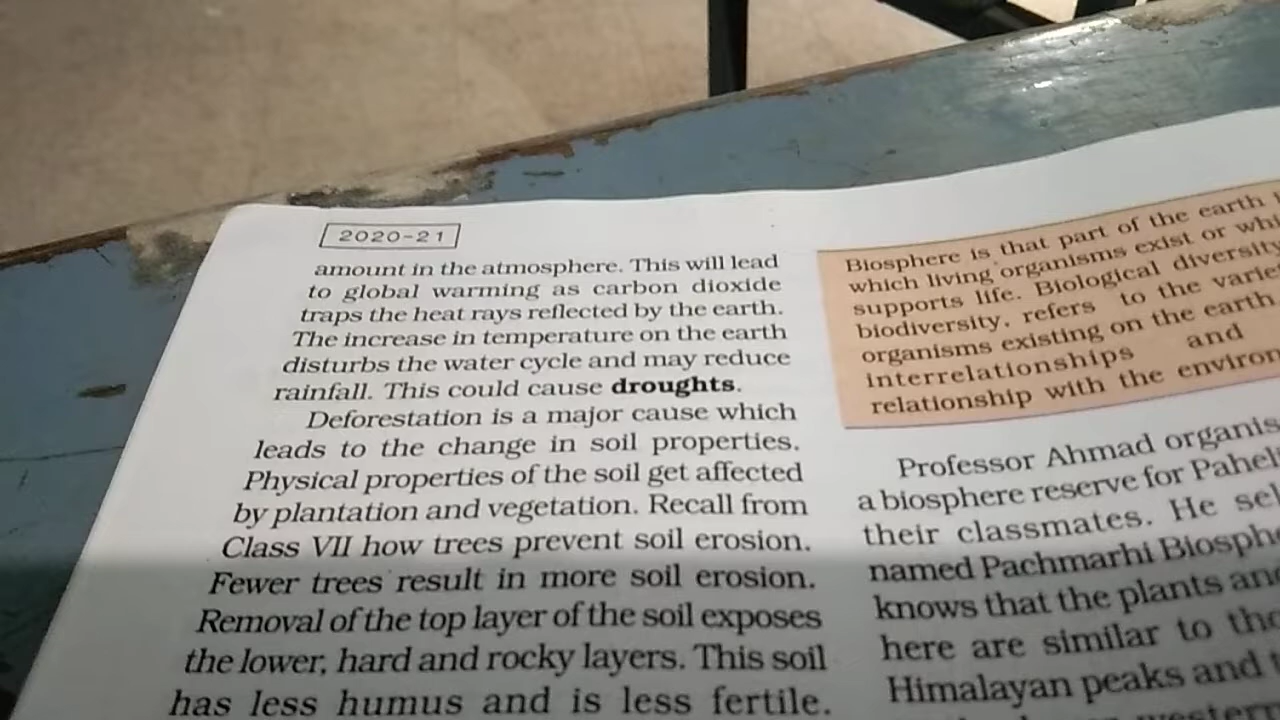 2020-21
amount in the atmosphere. This will lead
to global warming as carbon dioxide
traps the heat rays reflected by the earth.
The increase in temperature on the earth
disturbs the water cycle and may reduce
rainfall. This could cause droughts.
Deforestation is a major cause which
leads to the change in soil properties.
Physical properties of the soil get affected
by plantation and vegetation. Recall from
Class VII how trees prevent soil erosion.
Fewer trees result in more soil erosion.
Removal of the top layer of the soil exposes
the lower, hard and rocky layers. This soil
has less humus and is less fertile.
Biosphere is that part of the earth
which living organisms exist or whi
supports life. Biological diversity
biodiversity, refers to the varie
organisms existing on the earth
interrelationships and
relationship with the environ
Professor Ahmad organis
a biosphere reserve for Paheli
their classmates. He sel
named Pachmarhi Biosphe
knows that the plants and
here are similar to the
Himalayan peaks and t
western